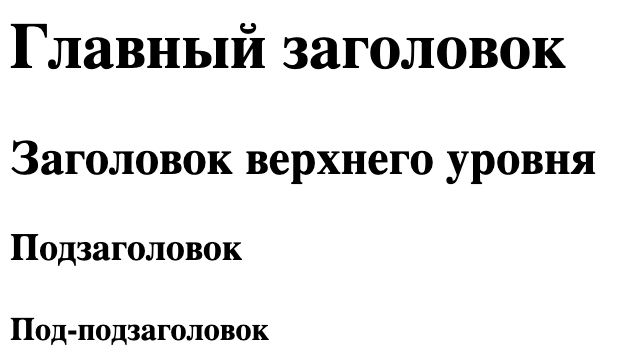 Главный заголовок
Заголовок верхнего уровня
Подзаголовок
Под-подзаголовок